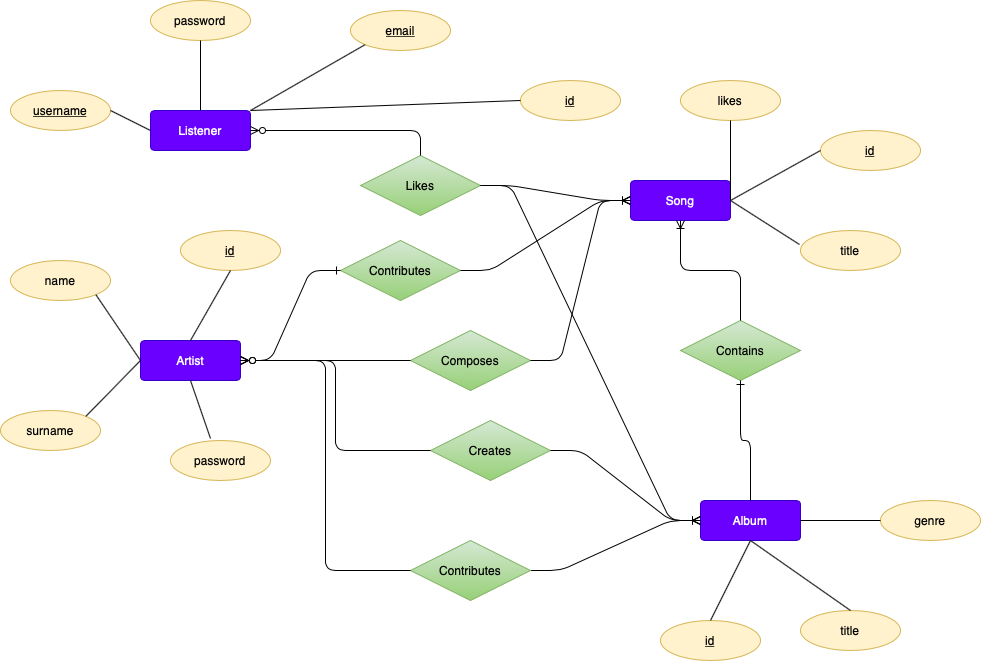 password
email
username
id
likes
Listener
id
Likes
Song
id
title
name
Contributes
Artist
Composes
Contains
surname
password
Creates
Album
genre
Contributes
id
title